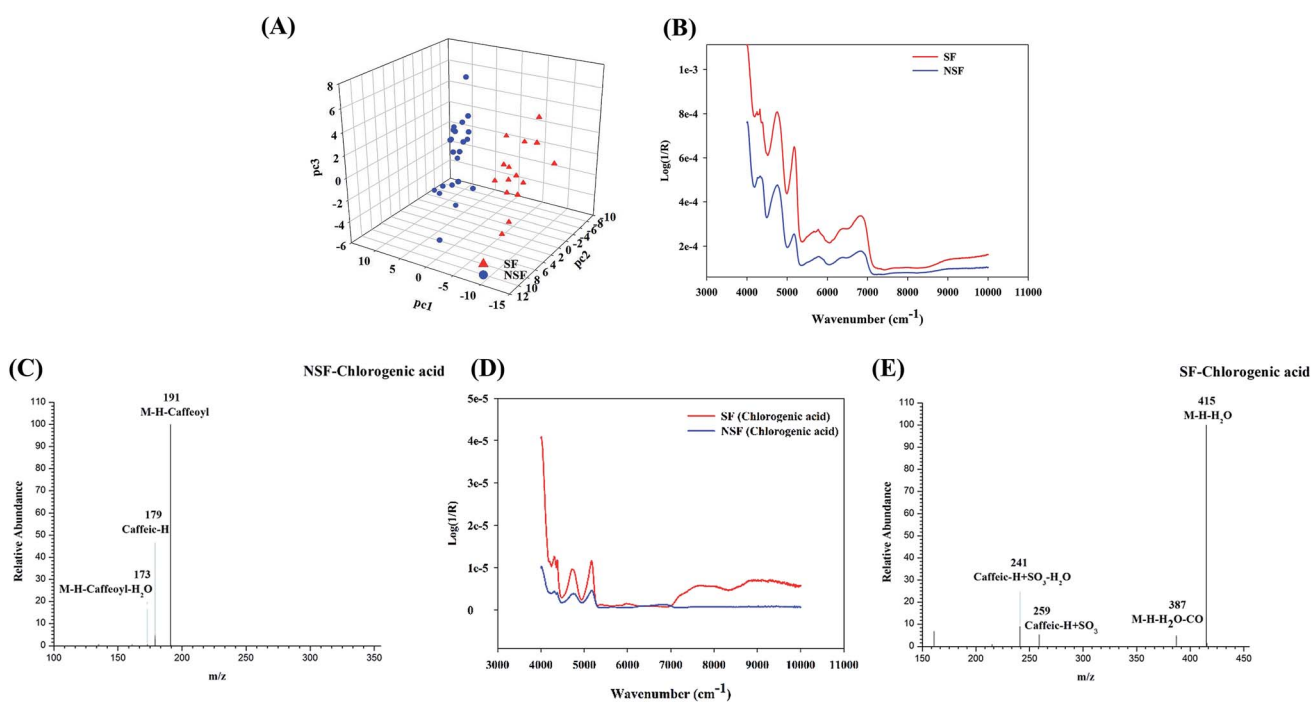 (A)
8
6
4
2
0
-2
-4
-6
pc3
10
5
0
-5
-10
-15
pc1
12
10
8
6
4
2
0
-2
-4
-6
-8
-10
pc2
SF
NSF
(B)
SF
NSF
1e-3
8e-4
6e-4
4e-4
2e-4
Log(1/R)
3000 4000 5000 6000 7000 8000 9000 10000 11000
Wavenumber (cm⁻¹)
(C)
NSF-Chlorogenic acid
191
M-H-Caffeoyl
179
Caffeic-H
173
M-H-Caffeoyl-H₂O
110
100
90
80
70
60
50
40
30
20
10
0
Relative Abundance
100 150 200 250 300 350
m/z
(D)
SF (Chlorogenic acid)
NSF (Chlorogenic acid)
5e-5
4e-5
3e-5
2e-5
1e-5
0
Log(1/R)
3000 4000 5000 6000 7000 8000 9000 10000 11000
Wavenumber (cm⁻¹)
(E)
SF-Chlorogenic acid
415
M-H-H₂O
241
Caffeic-H+SO₃-H₂O
259
Caffeic-H+SO₃
387
M-H-H₂O-CO
110
100
90
80
70
60
50
40
30
20
10
0
Relative Abundance
150 200 250 300 350 400 450
m/z